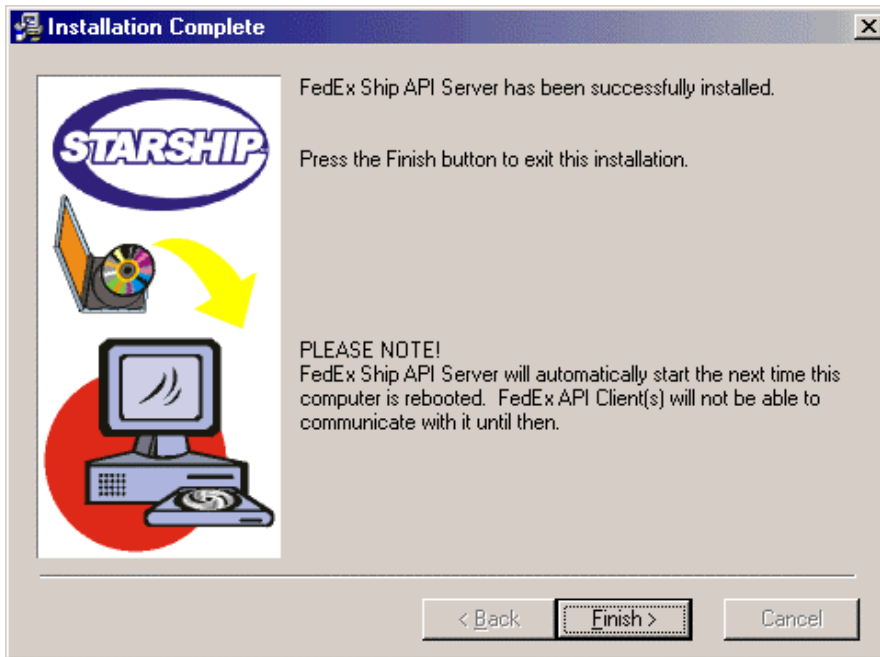 Installation Complete
FedEx Ship API Server has been successfully installed.
STARSHIP
Press the Finish button to exit this installation.
PLEASE NOTE!
FedEx Ship API Server will automatically start the next time this
computer is rebooted.  FedEx API Client(s) will not be able to
communicate with it until then.
< Back
Finish >
Cancel